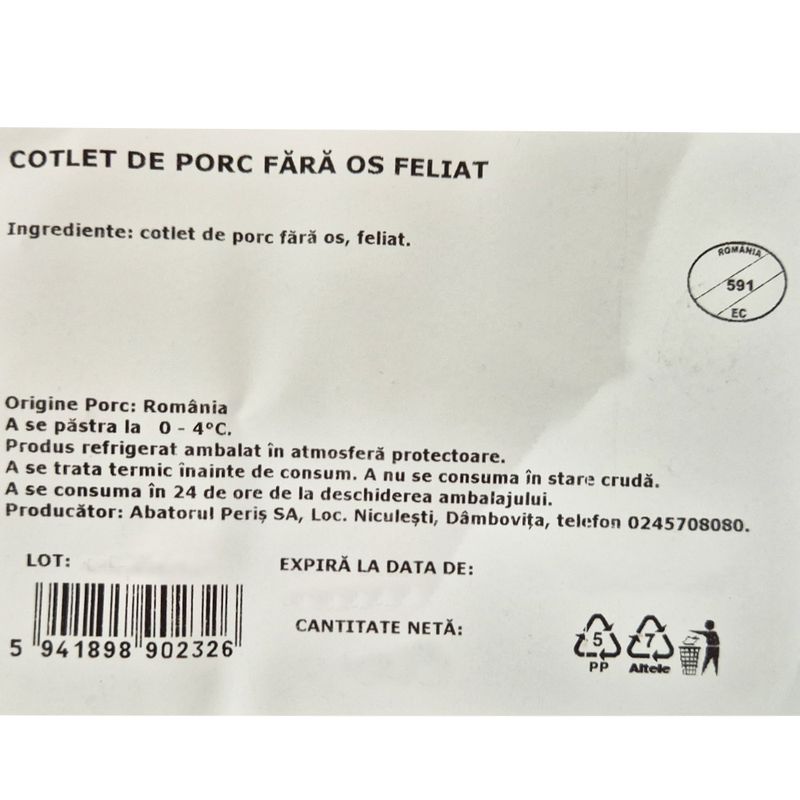 COTLET DE PORC FĂRĂ OS FELIAT
Ingrediente: cotlet de porc fără os, feliat.
ROMÂNIA
591
EC
Origine Porc: România
A se păstra la 0 - 4°C.
Produs refrigerat ambalat în atmosferă protectoare.
A se trata termic înainte de consum. A nu se consuma în stare crudă.
A se consuma în 24 de ore de la deschiderea ambalajului.
Producător: Abatorul Periș SA, Loc. Niculești, Dâmbovița, telefon 0245708080.
LOT:
EXPIRĂ LA DATA DE:
CANTITATE NETĂ:
5 941898 902326
5 7
PP Altele